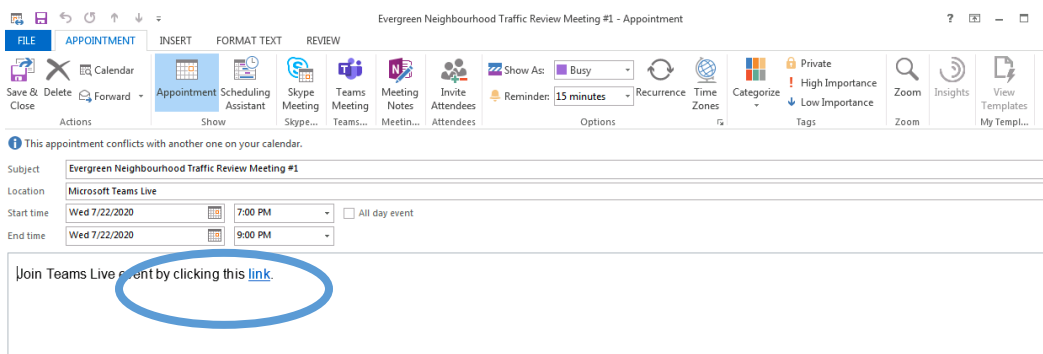 Evergreen Neighbourhood Traffic Review Meeting #1 - Appointment
?
FILE APPOINTMENT INSERT FORMAT TEXT REVIEW
Save & Close
Delete
Calendar
Forward
Actions
Appointment
Scheduling Assistant
Show
Skype Meeting
Skype...
Teams Meeting
Teams...
Meeting Notes
Meetin...
Invite Attendees
Attendees
Show As: Busy
Reminder: 15 minutes
Recurrence
Time Zones
Options
Categorize
Private
High Importance
Low Importance
Tags
Zoom
Zoom
Insights
View Templates
My Templ...
This appointment conflicts with another one on your calendar.
Subject Evergreen Neighbourhood Traffic Review Meeting #1
Location Microsoft Teams Live
Start time Wed 7/22/2020 7:00 PM All day event
End time Wed 7/22/2020 9:00 PM
Join Teams Live event by clicking this link.